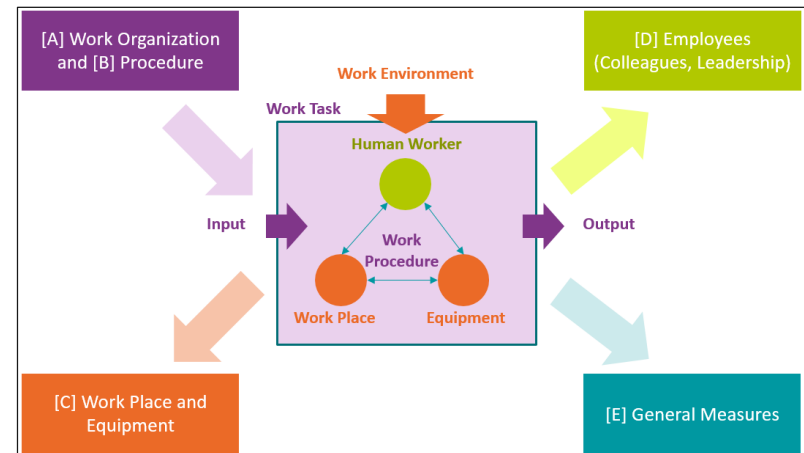 [A] Work Organization
and [B] Procedure
[D] Employees
(Colleagues, Leadership)
Work Environment
Work Task
Human Worker
Input
Output
Work
Procedure
Work Place
Equipment
[C] Work Place and
Equipment
[E] General Measures